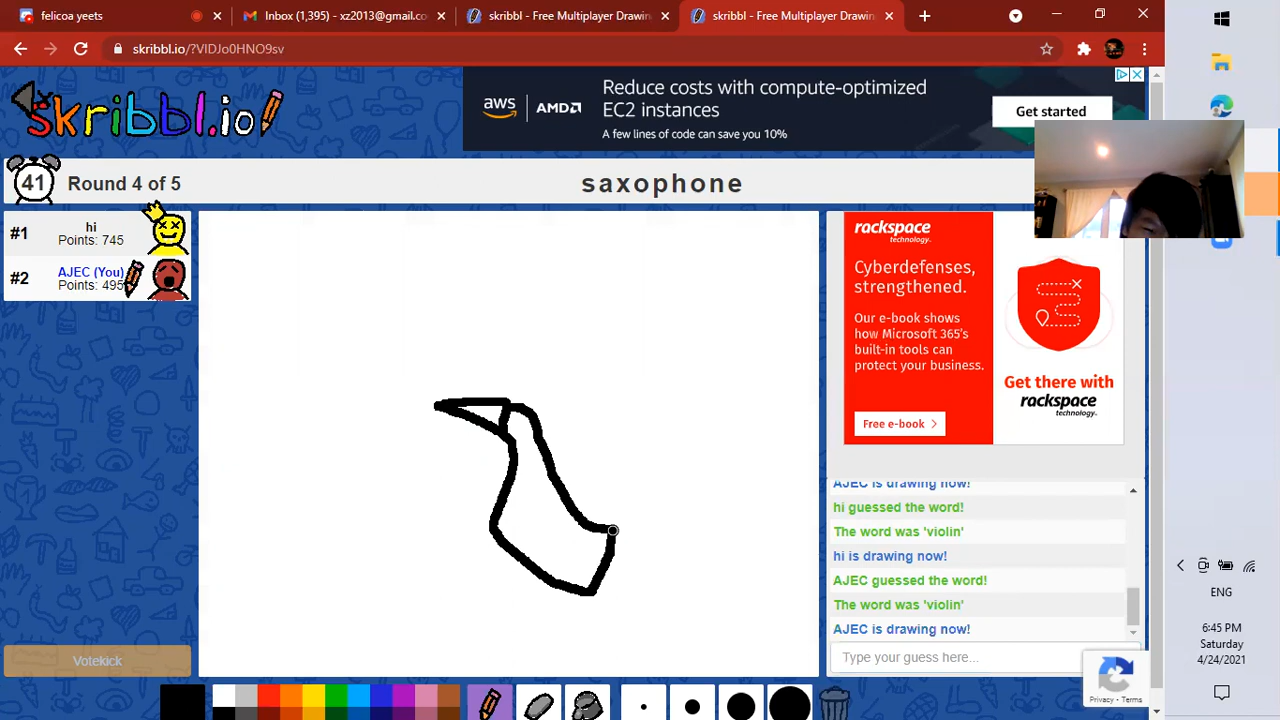 felicoa yeets
Inbox (1,395) - xz2013@gmail.co
skribbl - Free Multiplayer Drawin
skribbl - Free Multiplayer Drawin
skribbl.io/?VIDJo0HNO9sv
skribbl.io
aws
AMD
Reduce costs with compute-optimized
EC2 instances
A few lines of code can save you 10%
Get started
41
Round 4 of 5
saxophone
#1
hi
Points: 745
#2
AJEC (You)
Points: 495
rackspace
technology
Cyberdefenses,
strengthened.
Our e-book shows
how Microsoft 365's
built-in tools can
protect your business.
Free e-book
Get there with
rackspace
technology
AJEC is drawing now!
hi guessed the word!
The word was 'violin'
hi is drawing now!
AJEC guessed the word!
The word was 'violin'
AJEC is drawing now!
Type your guess here...
Votekick
Privacy - Terms
ENG
6:45 PM
Saturday
4/24/2021